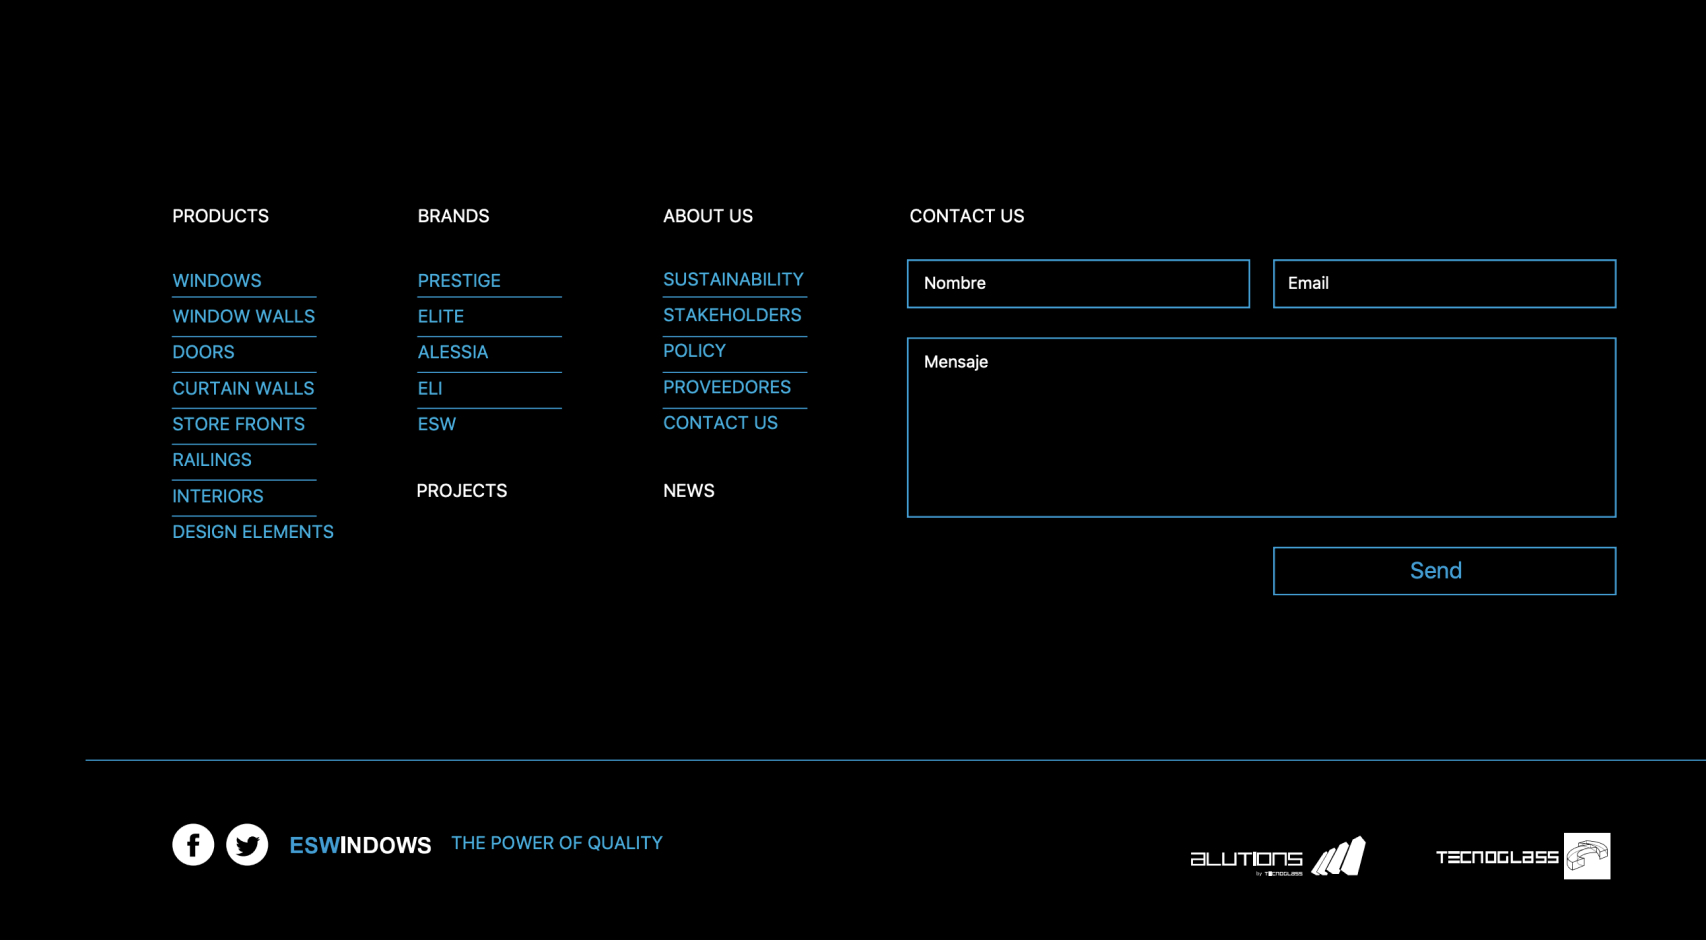 PRODUCTS
WINDOWS
WINDOW WALLS
DOORS
CURTAIN WALLS
STORE FRONTS
RAILINGS
INTERIORS
DESIGN ELEMENTS
BRANDS
PRESTIGE
ELITE
ALESSIA
ELI
ESW
PROJECTS
ABOUT US
SUSTAINABILITY
STAKEHOLDERS
POLICY
PROVEEDORES
CONTACT US
NEWS
CONTACT US
Nombre
Email
Mensaje
Send
ESWINDOWS
THE POWER OF QUALITY
ALUTIONS
by TECNOGLASS
TECNOGLASS